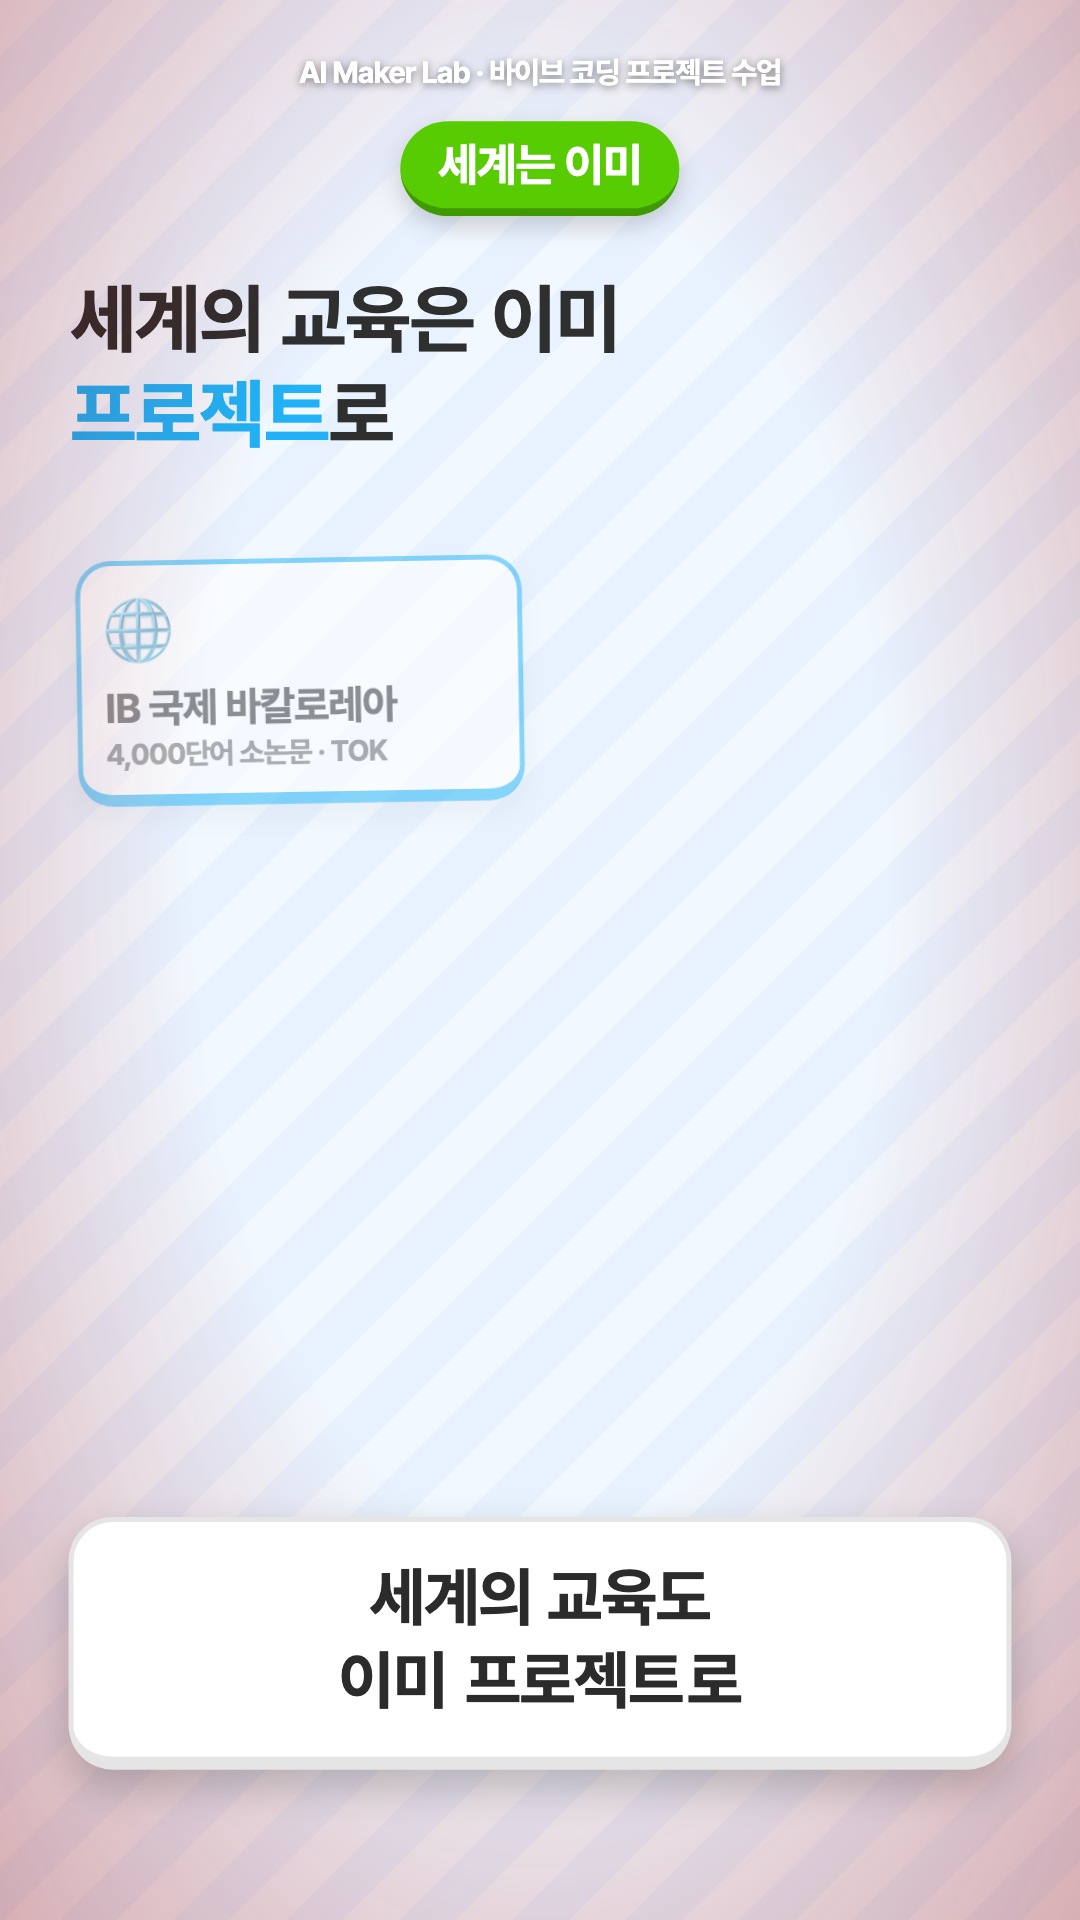 AI Maker Lab · 바이브 코딩 프로젝트 수업
세계는 이미
세계의 교육은 이미
프로젝트로
IB 국제 바칼로레아
4,000단어 소논문 · TOK
세계의 교육도
이미 프로젝트로